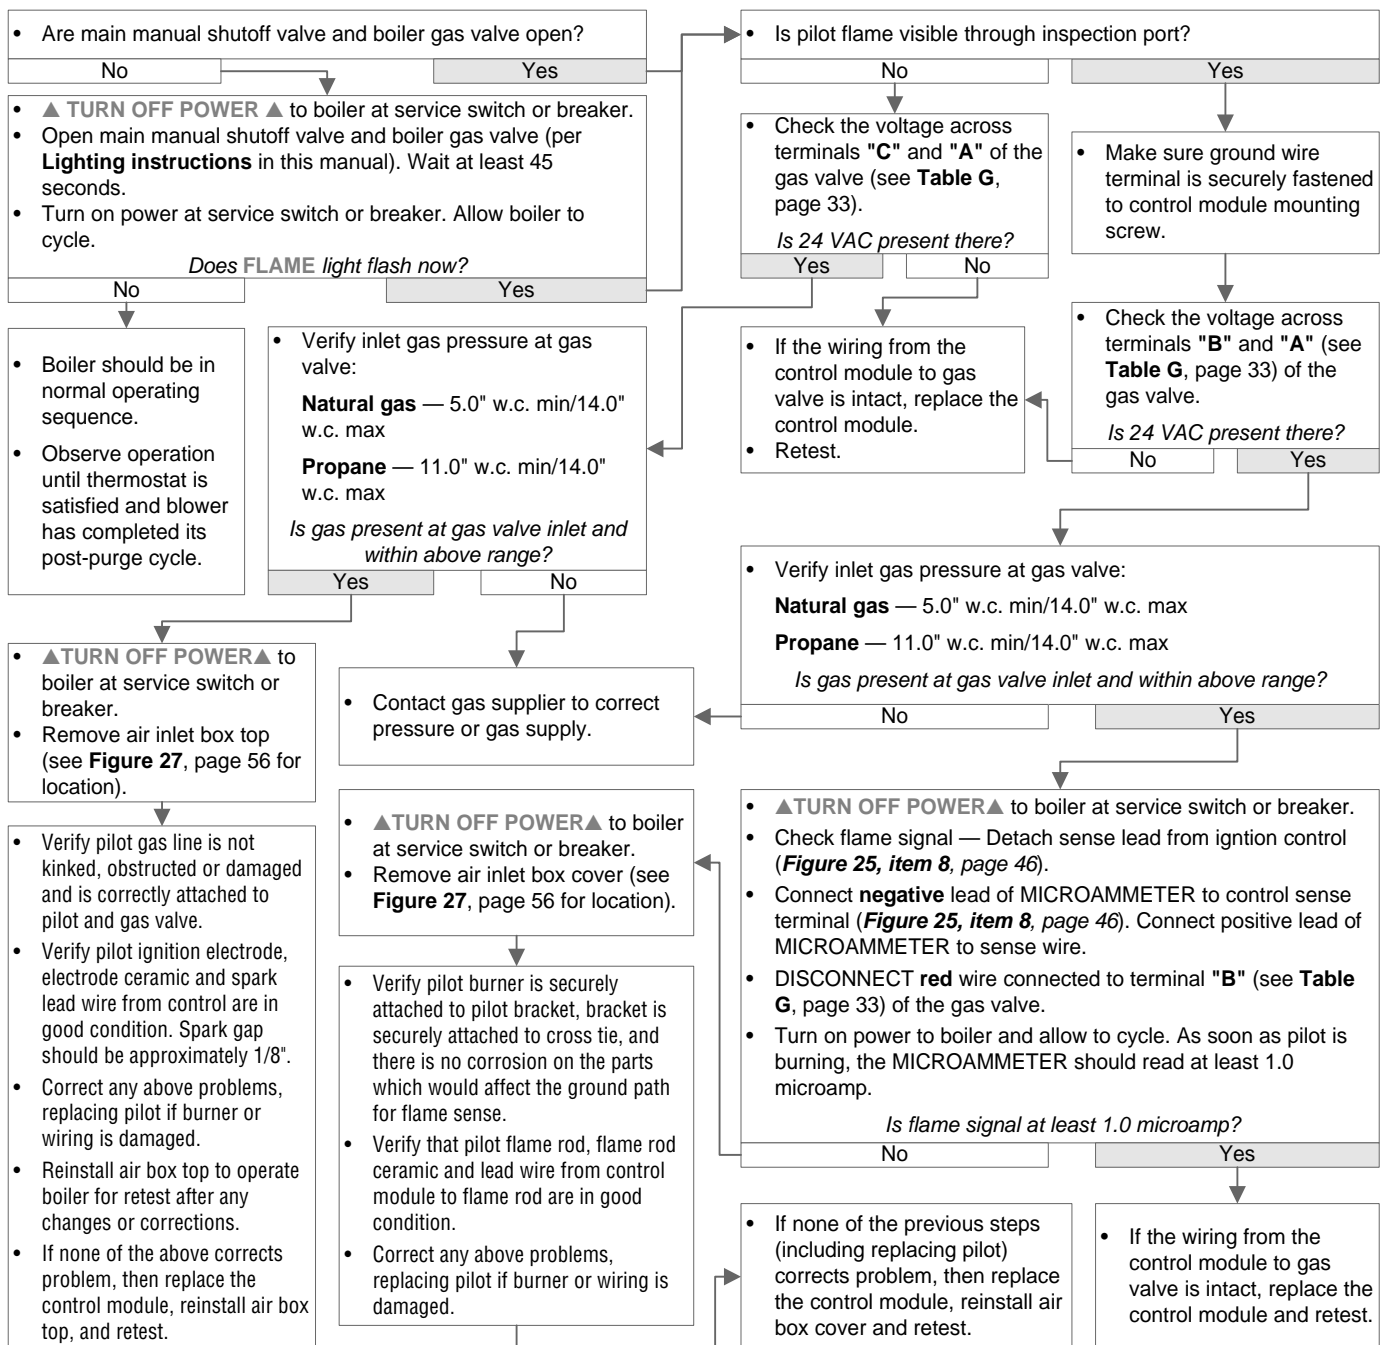 • Are main manual shutoff valve and boiler gas valve open?
No
Yes
• ▲ TURN OFF POWER ▲ to boiler at service switch or breaker.
• Open main manual shutoff valve and boiler gas valve (per
Lighting instructions in this manual). Wait at least 45
seconds.
• Turn on power at service switch or breaker. Allow boiler to
cycle.
Does FLAME light flash now?
No
Yes
• Boiler should be in
normal operating
sequence.
• Observe operation
until thermostat is
satisfied and blower
has completed its
post-purge cycle.
• Verify inlet gas pressure at gas
valve:
Natural gas — 5.0" w.c. min/14.0"
w.c. max
Propane — 11.0" w.c. min/14.0"
w.c. max
Is gas present at gas valve inlet and
within above range?
Yes
No
• ▲TURN OFF POWER▲ to
boiler at service switch or
breaker.
• Remove air inlet box top
(see Figure 27, page 56 for
location).
• Verify pilot gas line is not
kinked, obstructed or damaged
and is correctly attached to
pilot and gas valve.
• Verify pilot ignition electrode,
electrode ceramic and spark
lead wire from control are in
good condition. Spark gap
should be approximately 1/8".
• Correct any above problems,
replacing pilot if burner or
wiring is damaged.
• Reinstall air box top to operate
boiler for retest after any
changes or corrections.
• If none of the above corrects
problem, then replace the
control module, reinstall air box
top, and retest.
• Contact gas supplier to correct
pressure or gas supply.
• ▲TURN OFF POWER▲ to boiler
at service switch or breaker.
• Remove air inlet box cover (see
Figure 27, page 56 for location).
• Verify pilot burner is securely
attached to pilot bracket, bracket is
securely attached to cross tie, and
there is no corrosion on the parts
which would affect the ground path
for flame sense.
• Verify that pilot flame rod, flame rod
ceramic and lead wire from control
module to flame rod are in good
condition.
• Correct any above problems,
replacing pilot if burner or wiring is
damaged.
• Is pilot flame visible through inspection port?
No
Yes
• Check the voltage across
terminals "C" and "A" of the
gas valve (see Table G,
page 33).
Is 24 VAC present there?
Yes
No
• If the wiring from the
control module to gas
valve is intact, replace the
control module.
• Retest.
• Make sure ground wire
terminal is securely fastened
to control module mounting
screw.
• Check the voltage across
terminals "B" and "A" (see
Table G, page 33) of the
gas valve.
Is 24 VAC present there?
No
Yes
• Verify inlet gas pressure at gas valve:
Natural gas — 5.0" w.c. min/14.0" w.c. max
Propane — 11.0" w.c. min/14.0" w.c. max
Is gas present at gas valve inlet and within above range?
No
Yes
• ▲TURN OFF POWER▲ to boiler at service switch or breaker.
• Check flame signal — Detach sense lead from igntion control
(Figure 25, item 8, page 46).
• Connect negative lead of MICROAMMETER to control sense
terminal (Figure 25, item 8, page 46). Connect positive lead of
MICROAMMETER to sense wire.
• DISCONNECT red wire connected to terminal "B" (see Table
G, page 33) of the gas valve.
• Turn on power to boiler and allow to cycle. As soon as pilot is
burning, the MICROAMMETER should read at least 1.0
microamp.
Is flame signal at least 1.0 microamp?
No
Yes
• If none of the previous steps
(including replacing pilot)
corrects problem, then replace
the control module, reinstall air
box cover and retest.
• If the wiring from the
control module to gas
valve is intact, replace the
control module and retest.